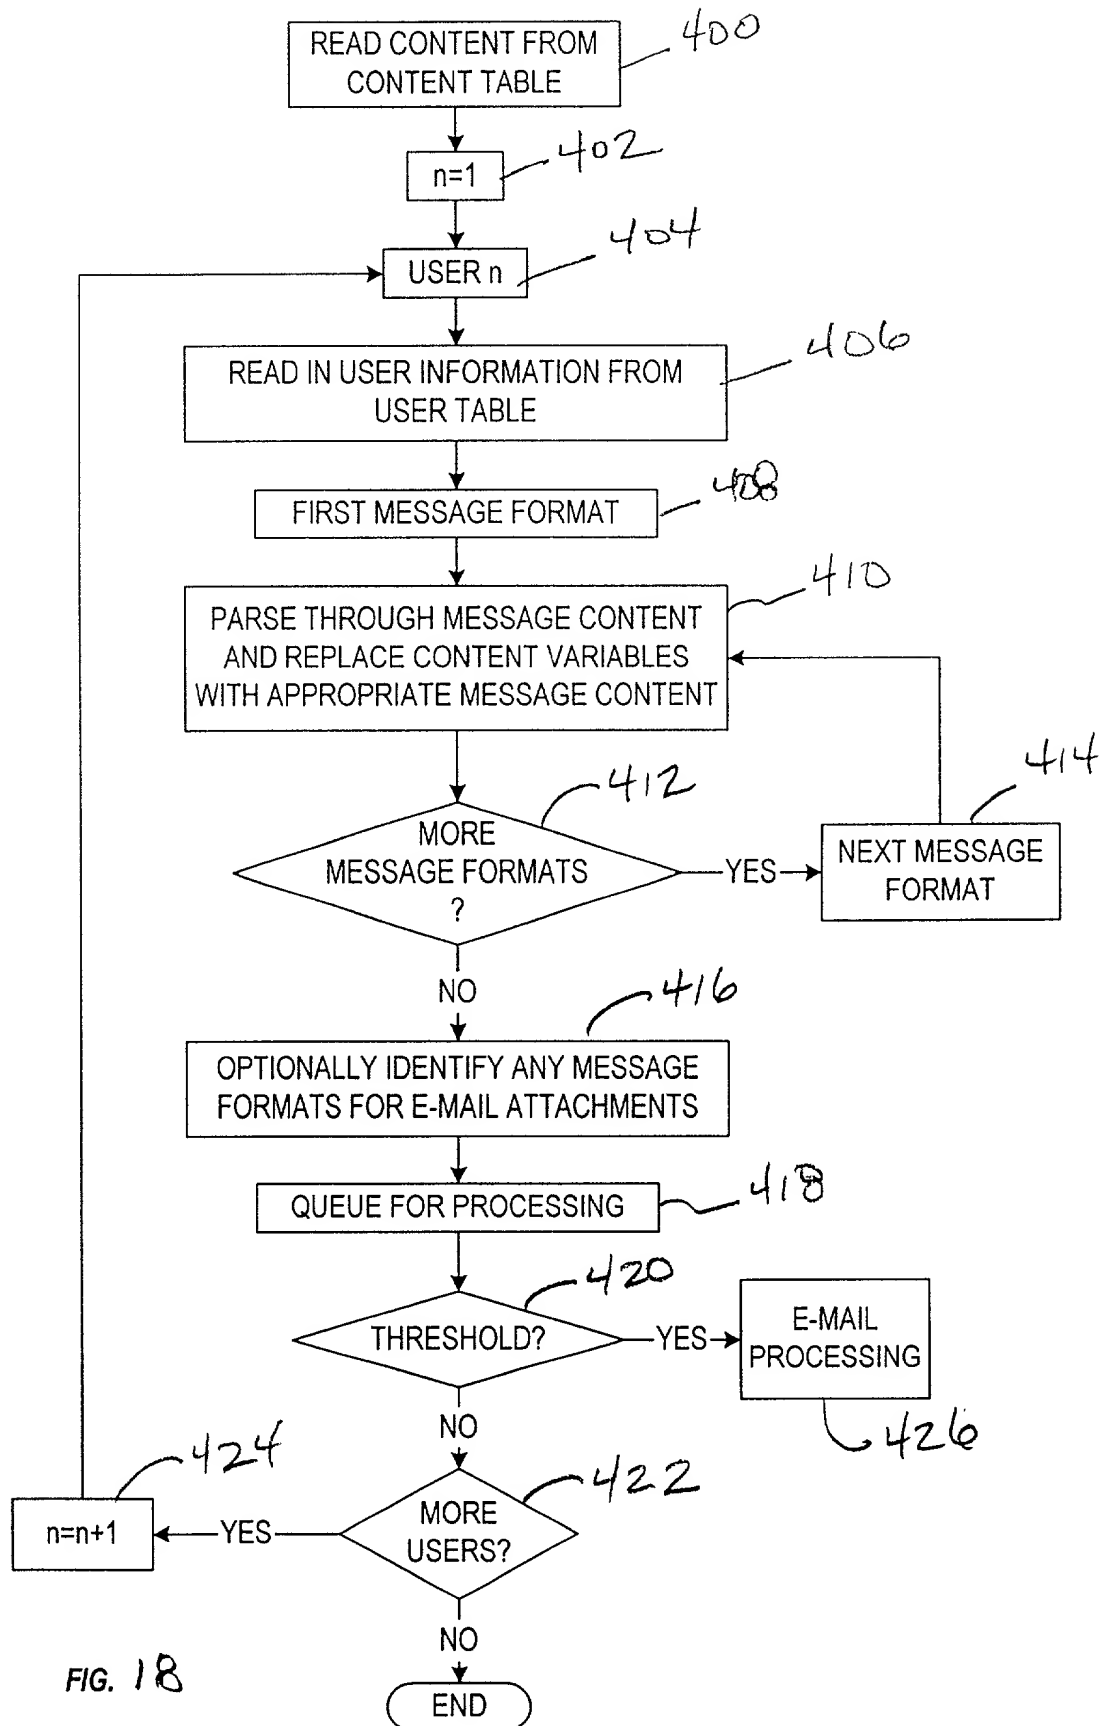 READ CONTENT FROM
CONTENT TABLE
400
n=1
402
USER n
404
READ IN USER INFORMATION FROM
USER TABLE
406
FIRST MESSAGE FORMAT
408
PARSE THROUGH MESSAGE CONTENT
AND REPLACE CONTENT VARIABLES
WITH APPROPRIATE MESSAGE CONTENT
410
MORE
MESSAGE FORMATS
?
412
YES
NEXT MESSAGE
FORMAT
414
NO
OPTIONALLY IDENTIFY ANY MESSAGE
FORMATS FOR E-MAIL ATTACHMENTS
416
QUEUE FOR PROCESSING
418
THRESHOLD?
420
YES
E-MAIL
PROCESSING
426
NO
MORE
USERS?
422
YES
n=n+1
424
NO
END
FIG. 18